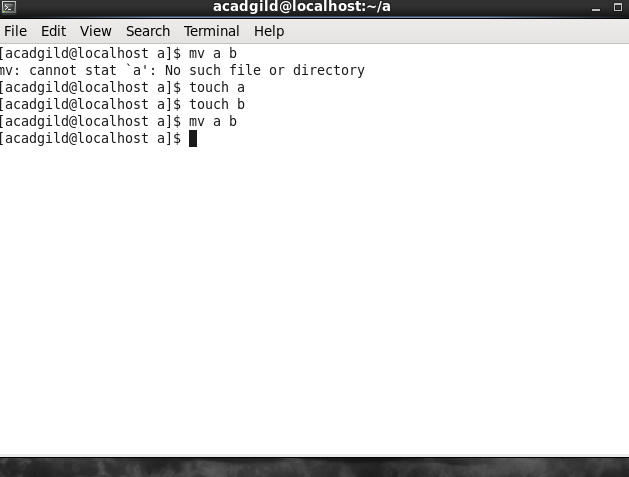 acadgild@localhost:~/a
File Edit View Search Terminal Help
[acadgild@localhost a]$ mv a b
mv: cannot stat `a': No such file or directory
[acadgild@localhost a]$ touch a
[acadgild@localhost a]$ touch b
[acadgild@localhost a]$ mv a b
[acadgild@localhost a]$